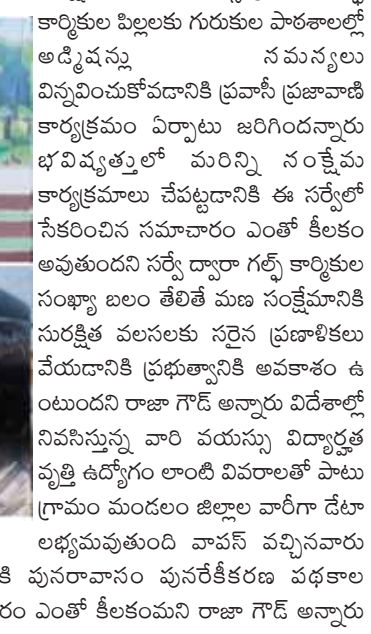 కార్మికుల పిల్లలకు గురుకుల పాఠశాలల్లో
అడ్మిషన్లు నమన్యలు
విన్నవించుకోవడానికి ప్రవాసీ ప్రజావాణి
కార్యక్రమం ఏర్పాటు జరిగిందన్నారు
భవిష్యత్తులో మరిన్ని నంక్షేమ
కార్యక్రమాలు చేపట్టడానికి ఈ సర్వేలో
సేకరించిన సమాచారం ఎంతో కీలకం
అవుతుందని సర్వే ద్వారా గల్ఫ్ కార్మికుల
సంఖ్యా బలం తేలితే మణ సంక్షేమానికి
సురక్షిత వలసలకు సరైన ప్రణాళికలు
వేయడానికి ప్రభుత్వానికి అవకాశం ఉ
ంటుందని రాజా గౌడ్ అన్నారు విదేశాల్లో
నివసిస్తున్న వారి వయస్సు విద్యార్హత
వృత్తి ఉద్యోగం లాంటి వివరాలతో పాటు
గ్రామం మండలం జిల్లాల వారీగా డేటా
లభ్యమవుతుంది వాపస్ వచ్చినవారు
కి పునరావాసం పునరేకీకరణ పథకాల
రం ఎంతో కీలకంమని రాజా గౌడ్ అన్నారు